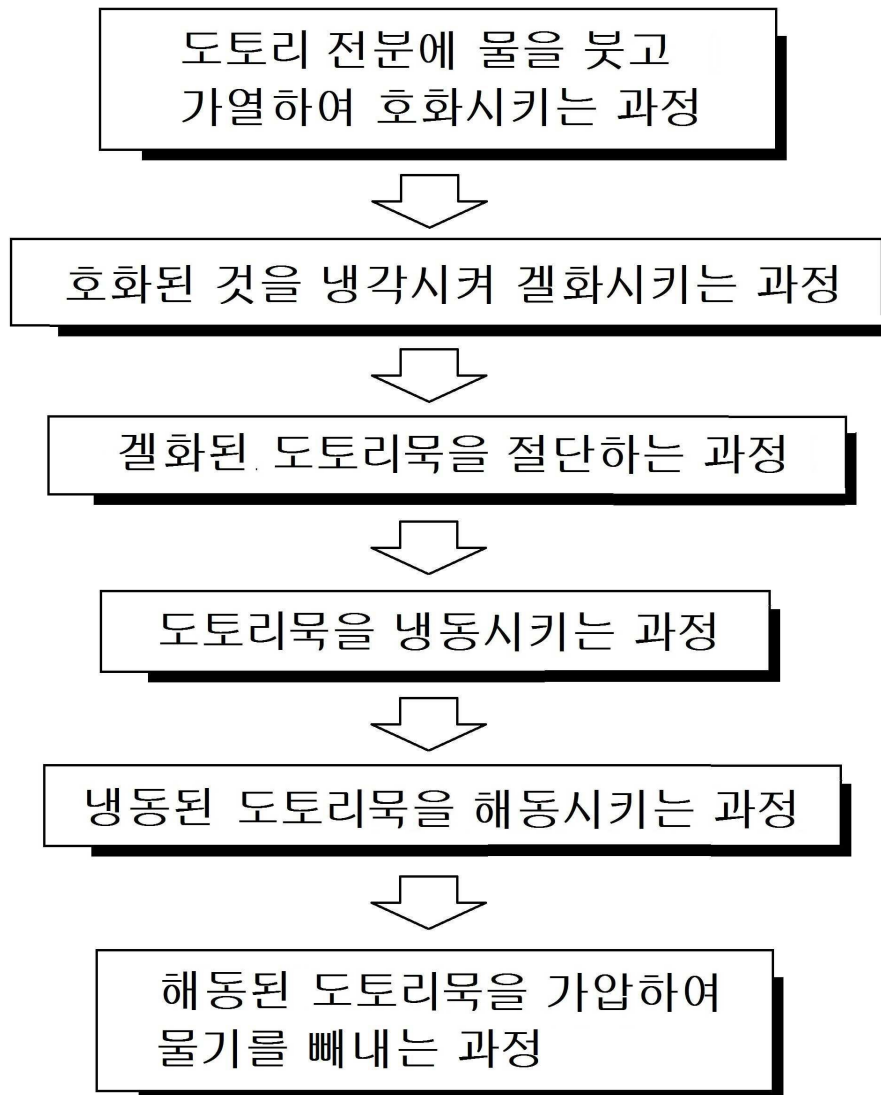 도토리 전분에 물을 붓고
가열하여 호화시키는 과정
호화된 것을 냉각시켜 겔화시키는 과정
겔화된 도토리묵을 절단하는 과정
도토리묵을 냉동시키는 과정
냉동된 도토리묵을 해동시키는 과정
해동된 도토리묵을 가압하여
물기를 빼내는 과정